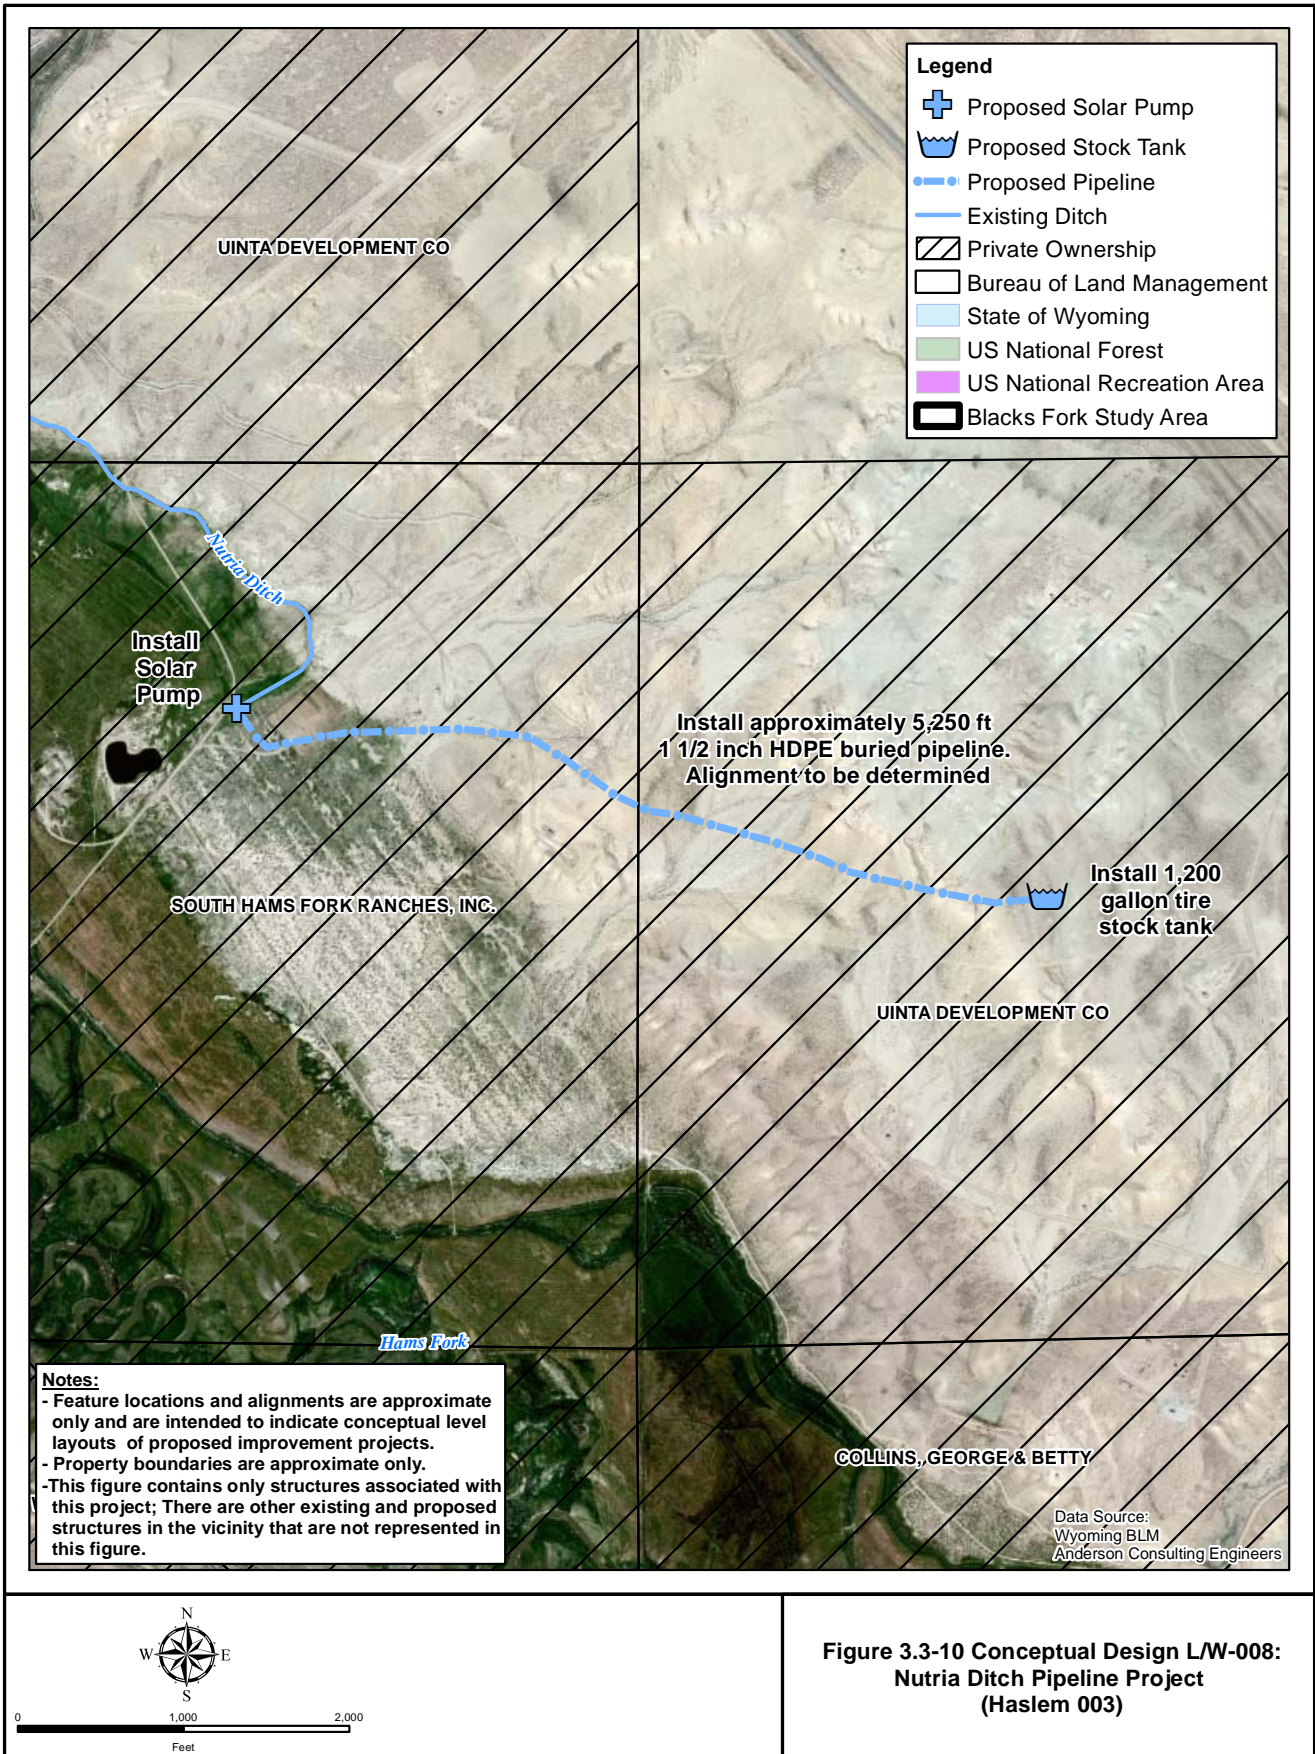 Legend
Proposed Solar Pump
Proposed Stock Tank
Proposed Pipeline
Existing Ditch
Private Ownership
Bureau of Land Management
State of Wyoming
US National Forest
US National Recreation Area
Blacks Fork Study Area
UINTA DEVELOPMENT CO
Nutria Ditch
Install
Solar
Pump
Install approximately 5,250 ft
1 1/2 inch HDPE buried pipeline.
Alignment to be determined
Install 1,200
gallon tire
stock tank
SOUTH HAMS FORK RANCHES, INC.
UINTA DEVELOPMENT CO
Hams Fork
Notes:
- Feature locations and alignments are approximate
only and are intended to indicate conceptual level
layouts of proposed improvement projects.
- Property boundaries are approximate only.
-This figure contains only structures associated with
this project; There are other existing and proposed
structures in the vicinity that are not represented in
this figure.
COLLINS, GEORGE & BETTY
Data Source:
Wyoming BLM
Anderson Consulting Engineers
N
W E
S
0 1,000 2,000
Feet
Figure 3.3-10 Conceptual Design L/W-008:
Nutria Ditch Pipeline Project
(Haslem 003)